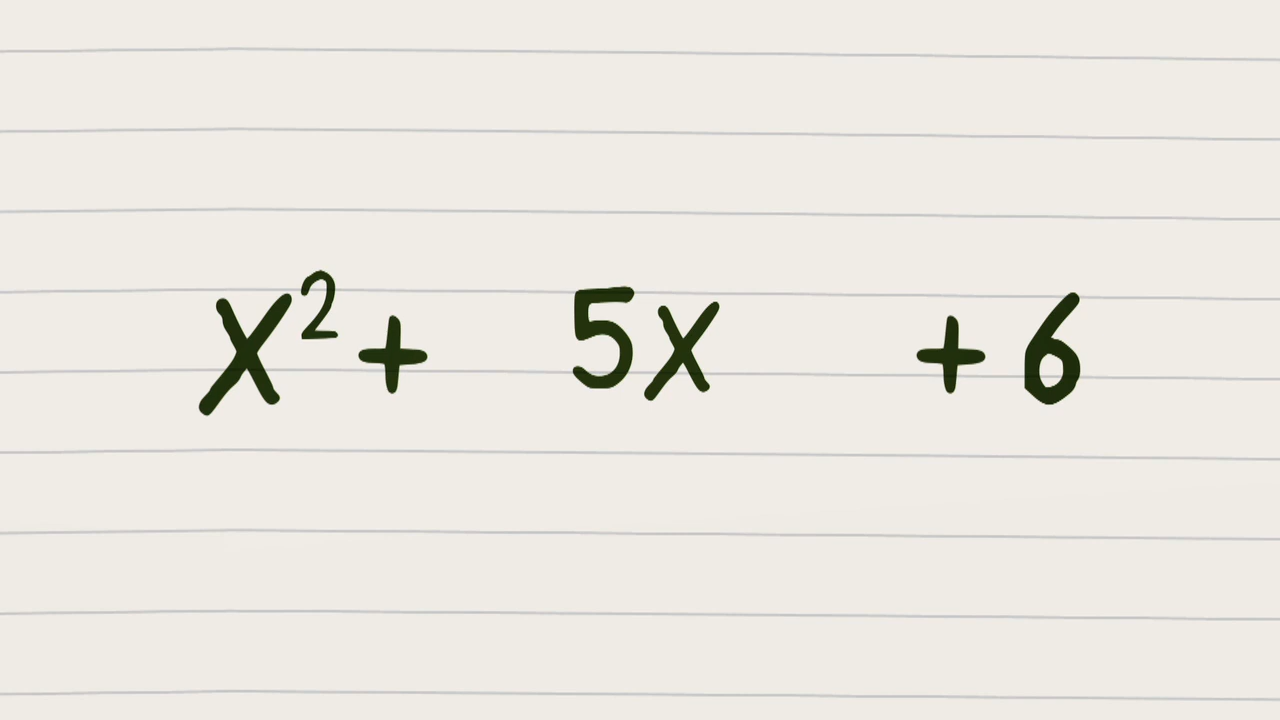 x² + 5x + 6